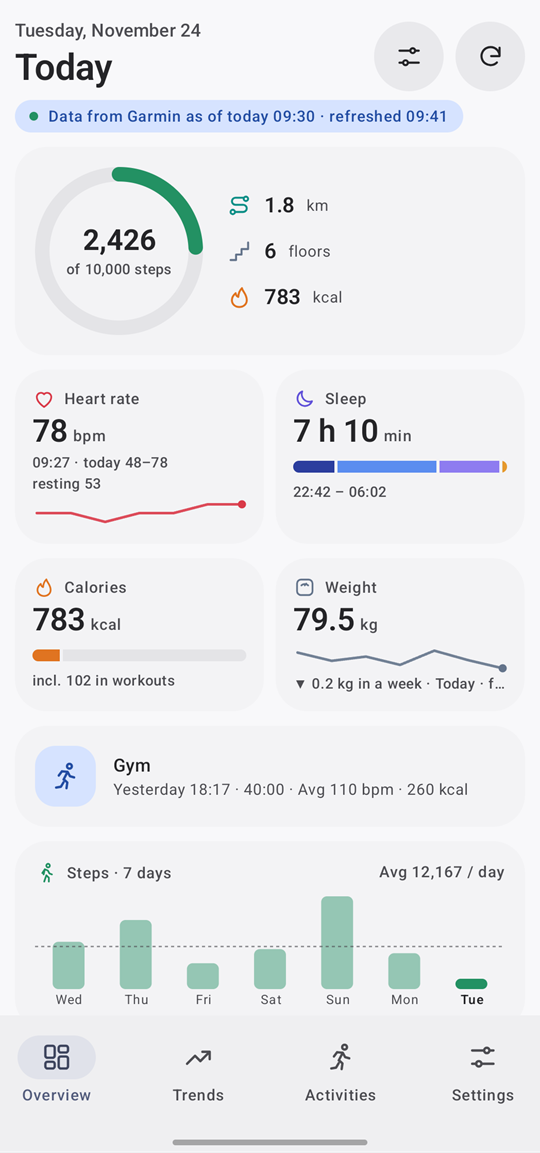 Tuesday, November 24
Today
Data from Garmin as of today 09:30 · refreshed 09:41
2,426
of 10,000 steps
1.8 km
6 floors
783 kcal
Heart rate
78 bpm
09:27 · today 48–78
resting 53
Sleep
7 h 10 min
22:42 – 06:02
Calories
783 kcal
incl. 102 in workouts
Weight
79.5 kg
▼ 0.2 kg in a week · Today · f…
Gym
Yesterday 18:17 · 40:00 · Avg 110 bpm · 260 kcal
Steps · 7 days
Avg 12,167 / day
Wed Thu Fri Sat Sun Mon Tue
Overview Trends Activities Settings